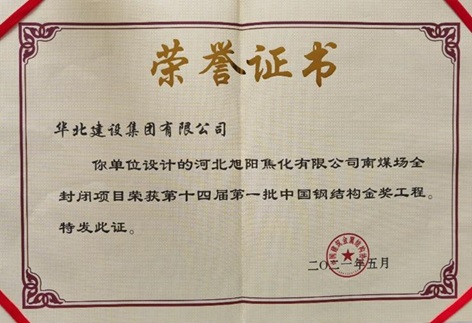 荣誉证书
华北建设集团有限公司
你单位设计的河北旭阳焦化有限公司南煤场全
封闭项目荣获第十四届第一批中国钢结构金奖工程。
特发此证。
二〇二一年五月